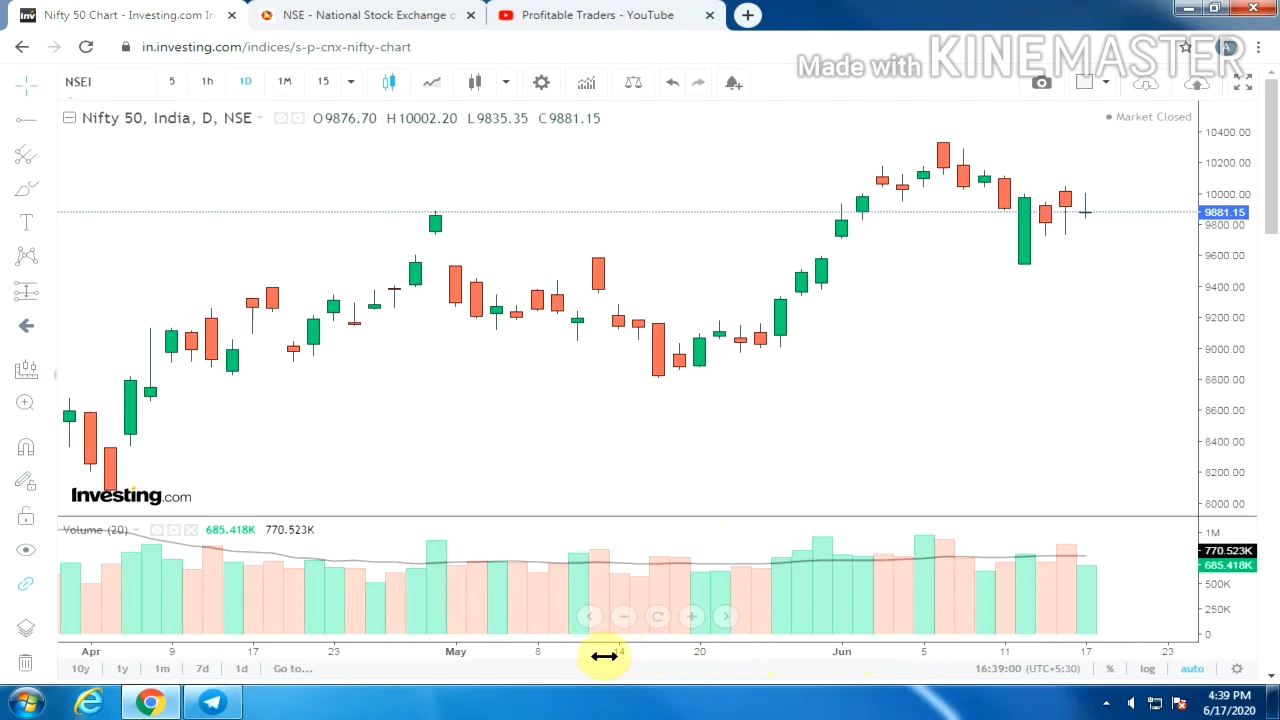 Nifty 50 Chart - Investing.com In
NSE - National Stock Exchange o
Profitable Traders - YouTube
in.investing.com/indices/s-p-cnx-nifty-chart
Made with KINEMASTER
NSEI 5 1h 1D 1M 15
Nifty 50, India, D, NSE O9876.70 H10002.20 L9835.35 C9881.15
Market Closed
10400.00
10200.00
10000.00
9881.15
9800.00
9600.00
9400.00
9200.00
9000.00
8800.00
8600.00
8400.00
8200.00
8000.00
Investing.com
Volume (20) 685.418K 770.523K
1M
770.523K
685.418K
500K
250K
0
Apr 9 17 23 May 8 14 20 Jun 5 11 17 23
10y 1y 1m 7d 1d Go to... 16:39:00 (UTC+5:30) % log auto
4:39 PM
6/17/2020